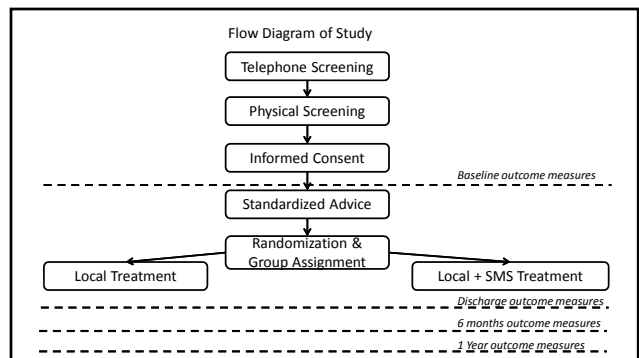 Flow Diagram of Study
Telephone Screening
Physical Screening
Informed Consent
Baseline outcome measures
Standardized Advice
Randomization &
Group Assignment
Local Treatment
Local + SMS Treatment
Discharge outcome measures
6 months outcome measures
1 Year outcome measures